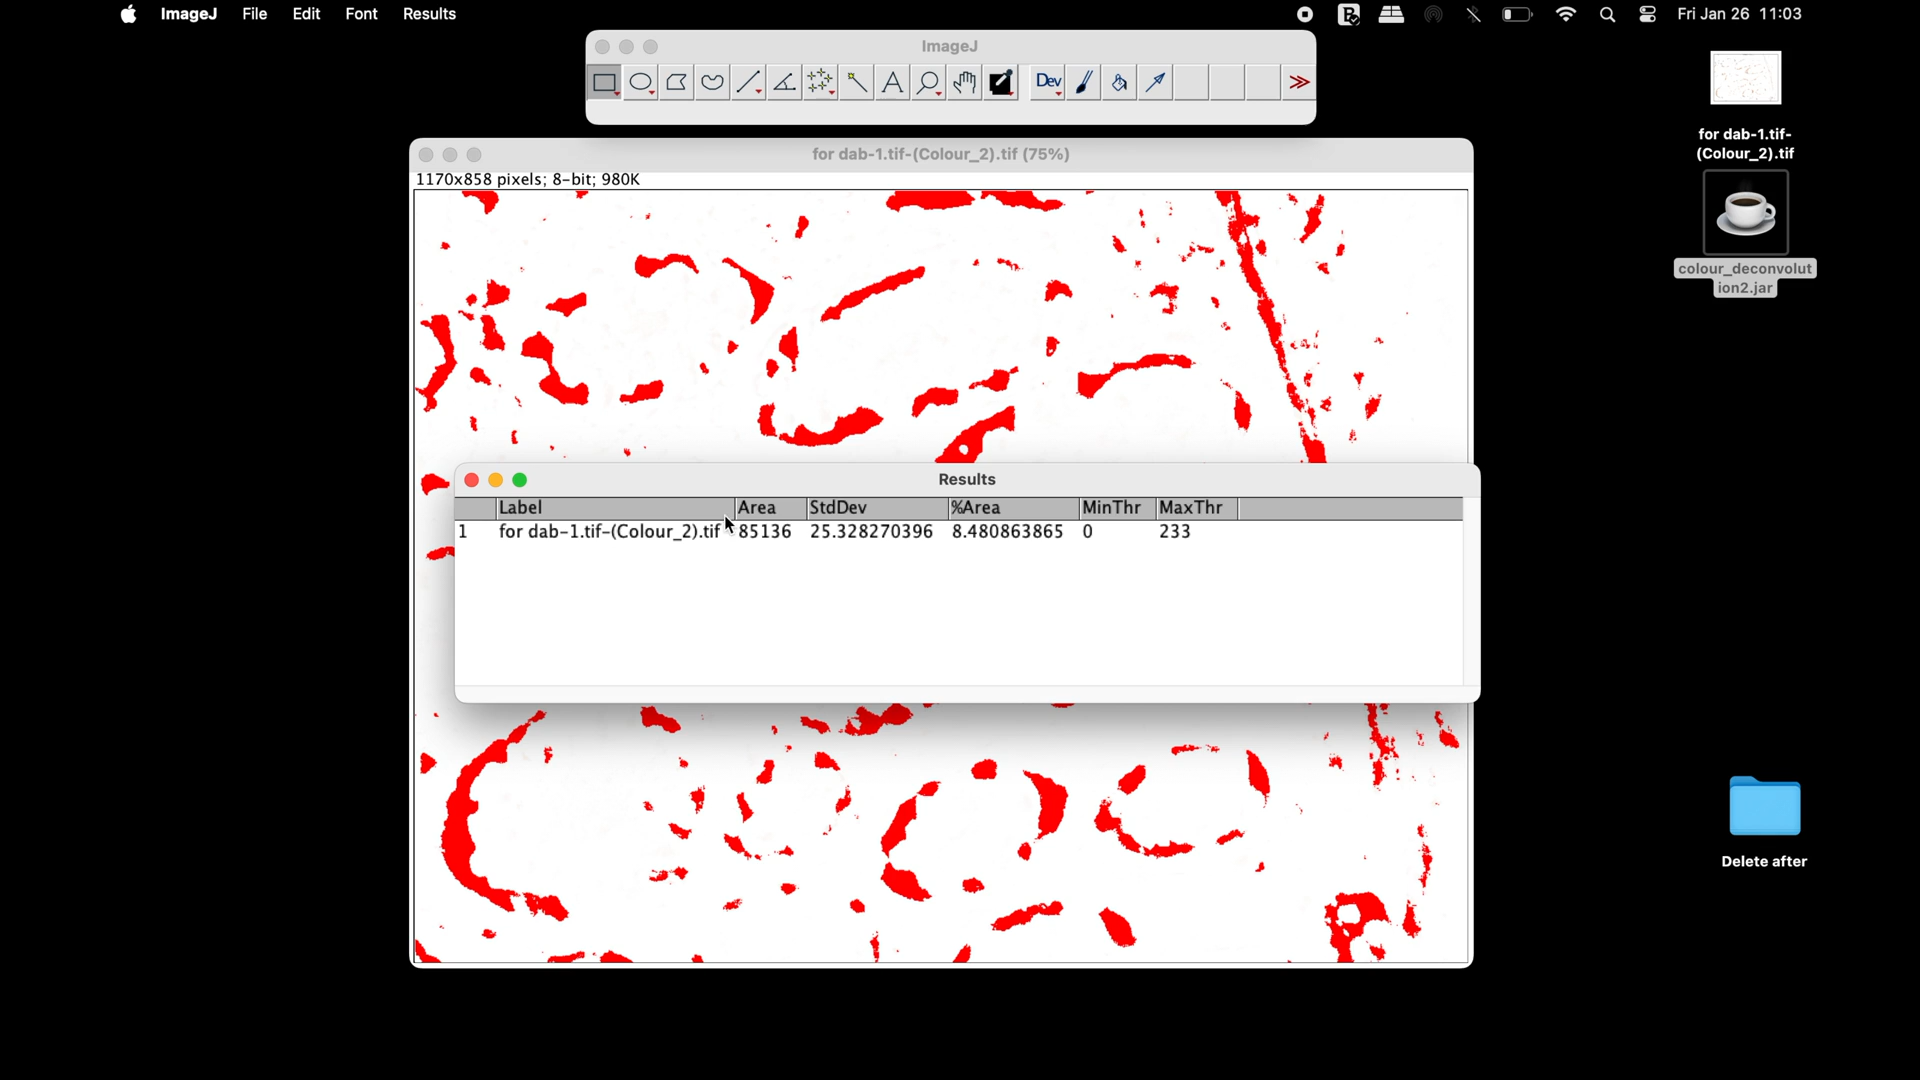 ImageJ File Edit Font Results
Fri Jan 26 11:03
ImageJ
Dev
for dab-1.tif-(Colour_2).tif (75%)
1170x858 pixels; 8-bit; 980K
for dab-1.tif-
(Colour_2).tif
colour_deconvolut
ion2.jar
Results
Label Area StdDev %Area MinThr MaxThr
1 for dab-1.tif-(Colour_2).tif 85136 25.328270396 8.480863865 0 233
Delete after